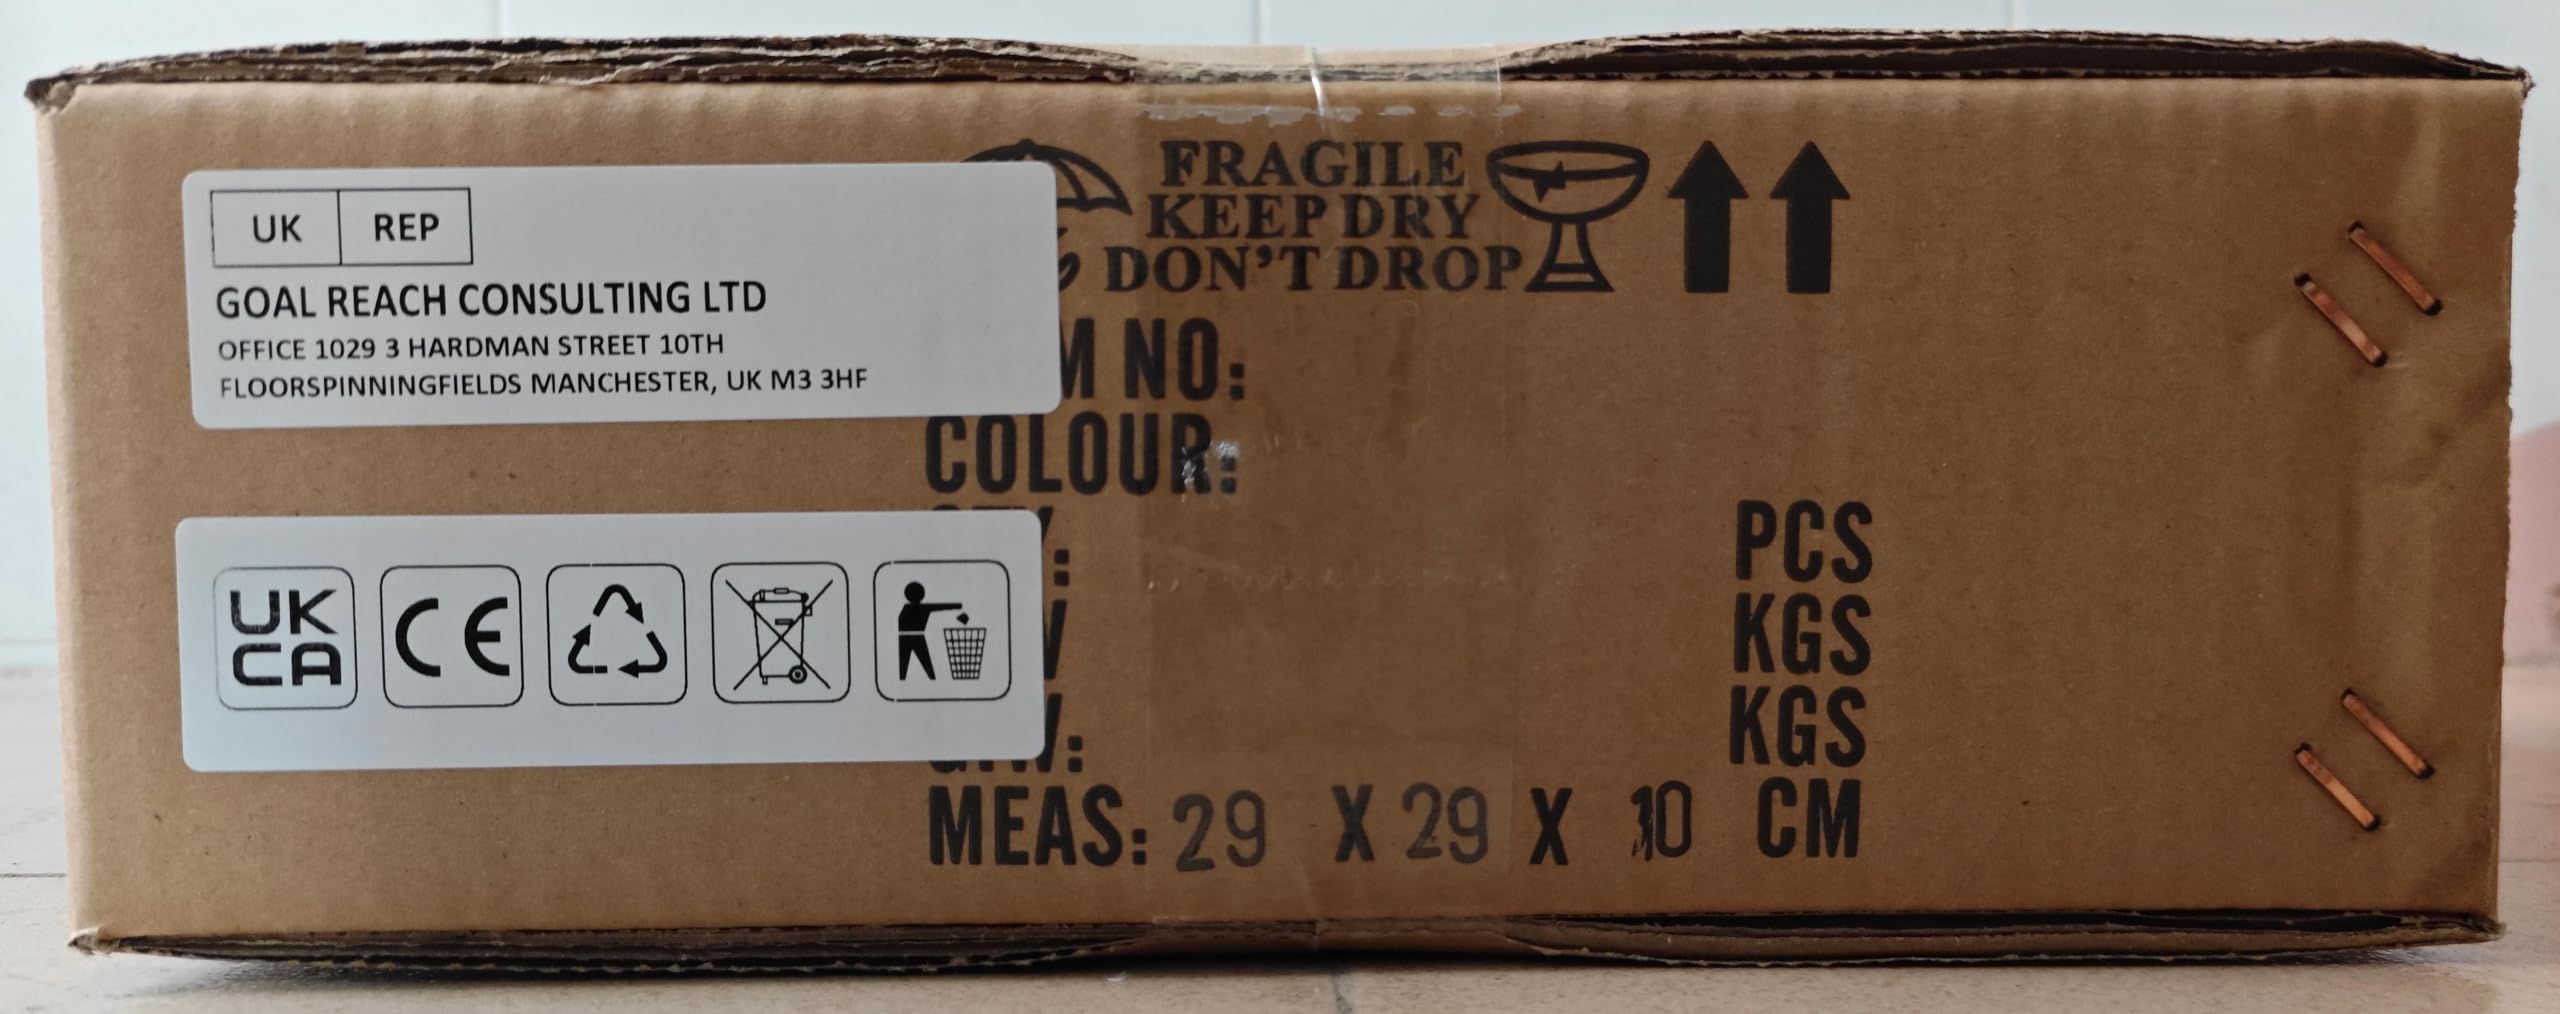 UK REP
GOAL REACH CONSULTING LTD
OFFICE 1029 3 HARDMAN STREET 10TH
FLOORSPINNINGFIELDS MANCHESTER, UK M3 3HF
UK
CA
CE
FRAGILE
KEEP DRY
DON'T DROP
NO:
COLOUR:
PCS
KGS
KGS
MEAS: 29 X 29 X 10 CM